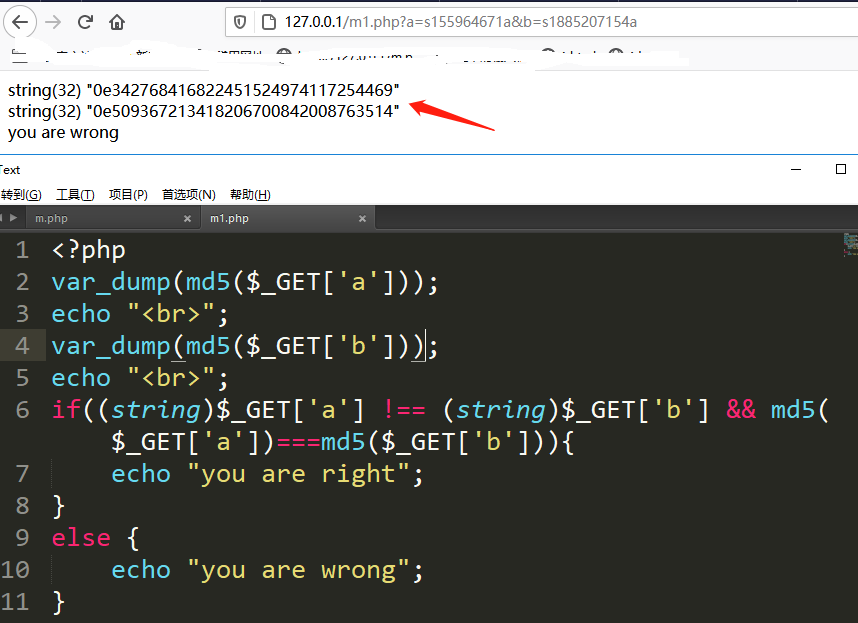 127.0.0.1/m1.php?a=s155964671a&b=s1885207154a
string(32) "0e342768416822451524974117254469"
string(32) "0e509367213418206700842008763514"
you are wrong
Text
转到(G) 工具(T) 项目(P) 首选项(N) 帮助(H)
m.php × m1.php ×
1 <?php
2 var_dump(md5($_GET['a']));
3 echo "<br>";
4 var_dump(md5($_GET['b']));
5 echo "<br>";
6 if((string)$_GET['a'] !== (string)$_GET['b'] && md5(
$_GET['a'])===md5($_GET['b'])){
7 echo "you are right";
8 }
9 else {
10 echo "you are wrong";
11 }